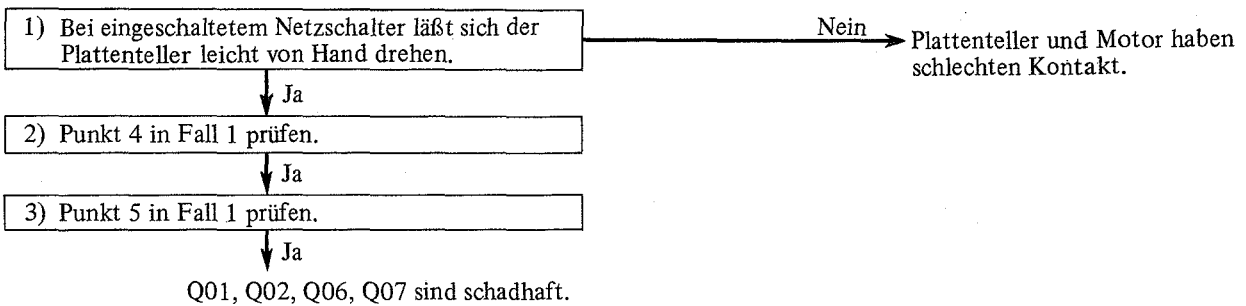 1) Bei eingeschaltetem Netzschalter läßt sich der
Plattenteller leicht von Hand drehen.
Nein
Plattenteller und Motor haben
schlechten Kontakt.
Ja
2) Punkt 4 in Fall 1 prüfen.
Ja
3) Punkt 5 in Fall 1 prüfen.
Ja
Q01, Q02, Q06, Q07 sind schadhaft.